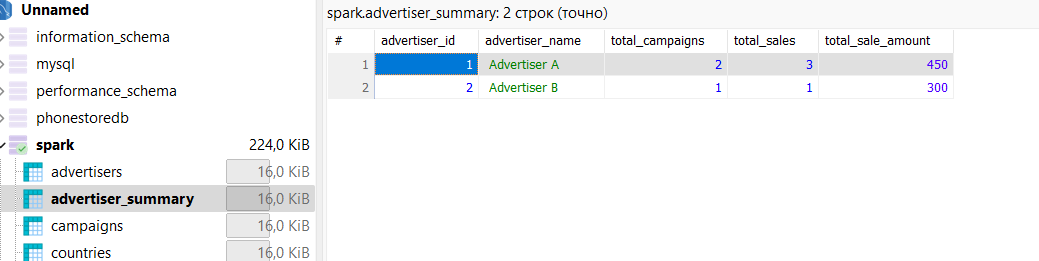 Unnamed
information_schema
mysql
performance_schema
phonestoredb
spark 224,0 KiB
advertisers 16,0 KiB
advertiser_summary 16,0 KiB
campaigns 16,0 KiB
countries 16,0 KiB
spark.advertiser_summary: 2 строк (точно)
# advertiser_id advertiser_name total_campaigns total_sales total_sale_amount
1 1 Advertiser A 2 3 450
2 2 Advertiser B 1 1 300